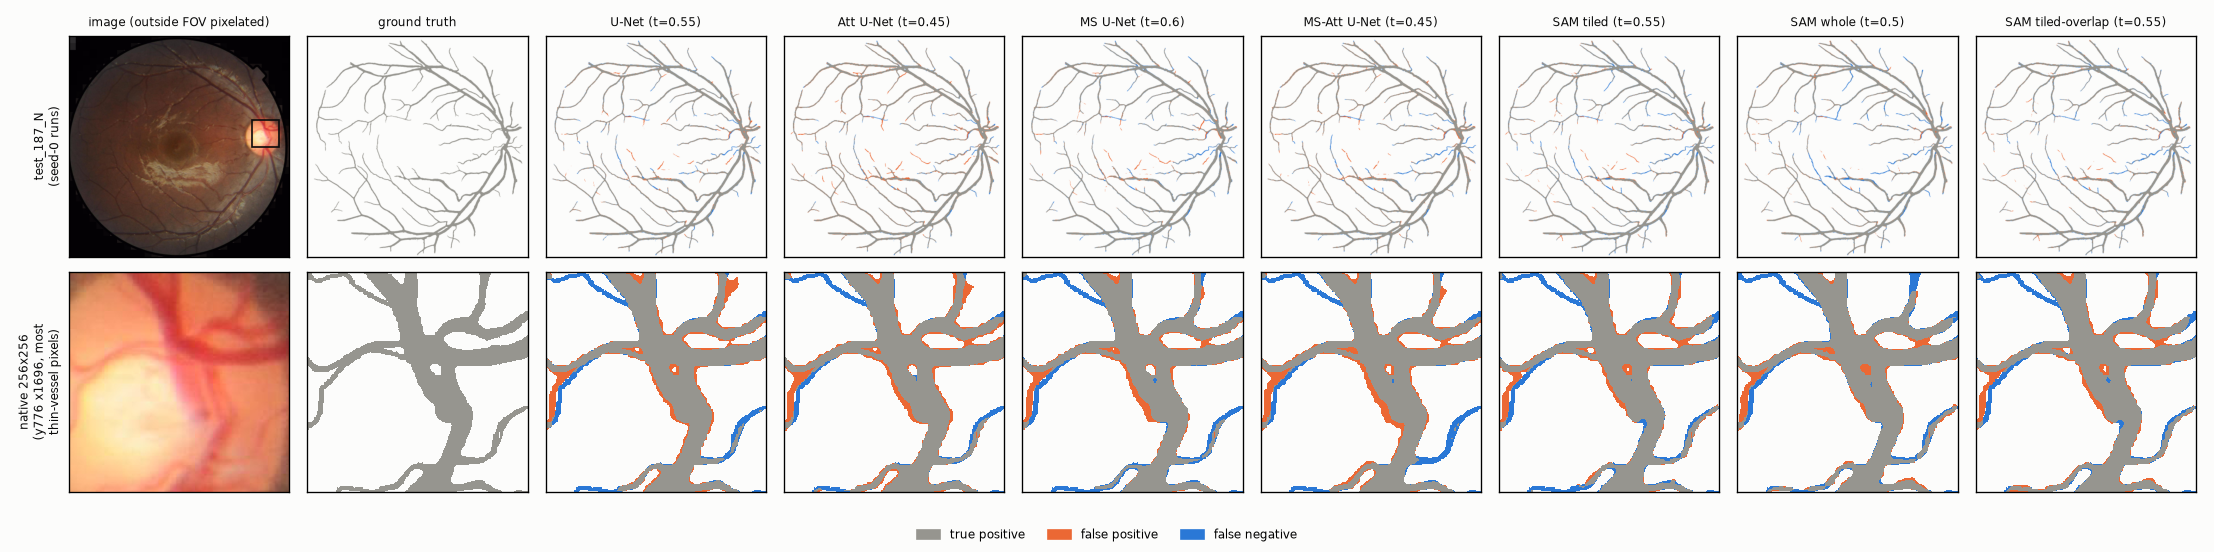 image (outside FOV pixelated)
ground truth
U-Net (t=0.55)
Att U-Net (t=0.45)
MS U-Net (t=0.6)
MS-Att U-Net (t=0.45)
SAM tiled (t=0.55)
SAM whole (t=0.5)
SAM tiled-overlap (t=0.55)
test_187_N
(seed-0 runs)
native 256x256
(y776 x1696, most
thin-vessel pixels)
true positive
false positive
false negative